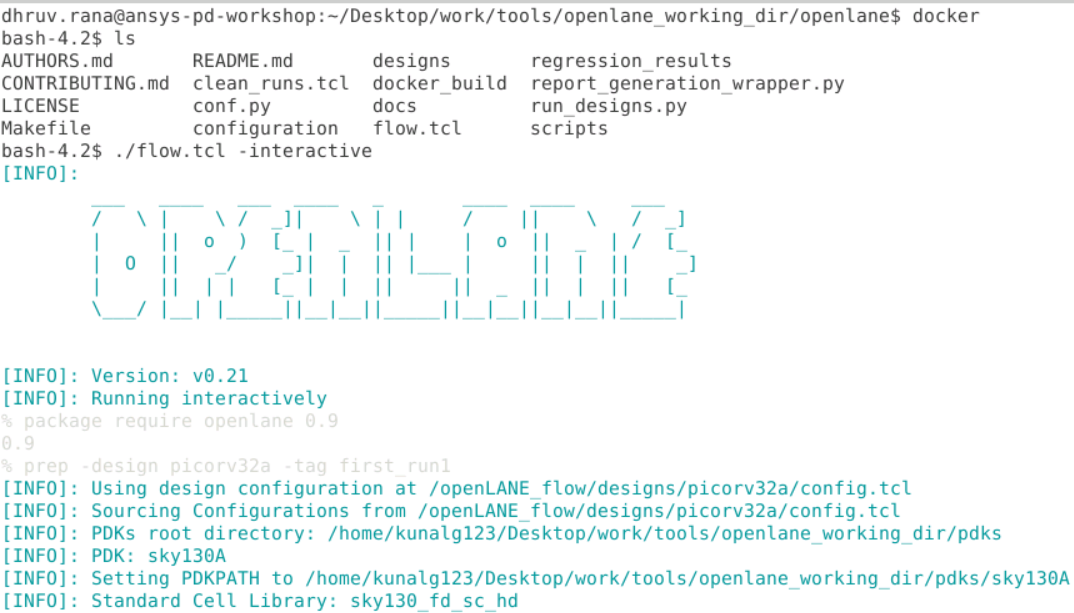 dhruv.rana@ansys-pd-workshop:~/Desktop/work/tools/openlane_working_dir/openlane$ docker
bash-4.2$ ls
AUTHORS.md README.md designs regression_results
CONTRIBUTING.md clean_runs.tcl docker_build report_generation_wrapper.py
LICENSE conf.py docs run_designs.py
Makefile configuration flow.tcl scripts
bash-4.2$ ./flow.tcl -interactive
[INFO]:
OPENLANE
[INFO]: Version: v0.21
[INFO]: Running interactively
% package require openlane 0.9
0.9
% prep -design picorv32a -tag first_run1
[INFO]: Using design configuration at /openLANE_flow/designs/picorv32a/config.tcl
[INFO]: Sourcing Configurations from /openLANE_flow/designs/picorv32a/config.tcl
[INFO]: PDKs root directory: /home/kunalg123/Desktop/work/tools/openlane_working_dir/pdks
[INFO]: PDK: sky130A
[INFO]: Setting PDKPATH to /home/kunalg123/Desktop/work/tools/openlane_working_dir/pdks/sky130A
[INFO]: Standard Cell Library: sky130_fd_sc_hd